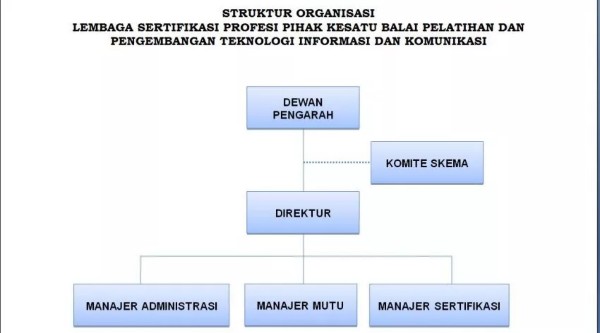 STRUKTUR ORGANISASI
LEMBAGA SERTIFIKASI PROFESI PIHAK KESATU BALAI PELATIHAN DAN
PENGEMBANGAN TEKNOLOGI INFORMASI DAN KOMUNIKASI
DEWAN
PENGARAH
KOMITE SKEMA
DIREKTUR
MANAJER ADMINISTRASI
MANAJER MUTU
MANAJER SERTIFIKASI